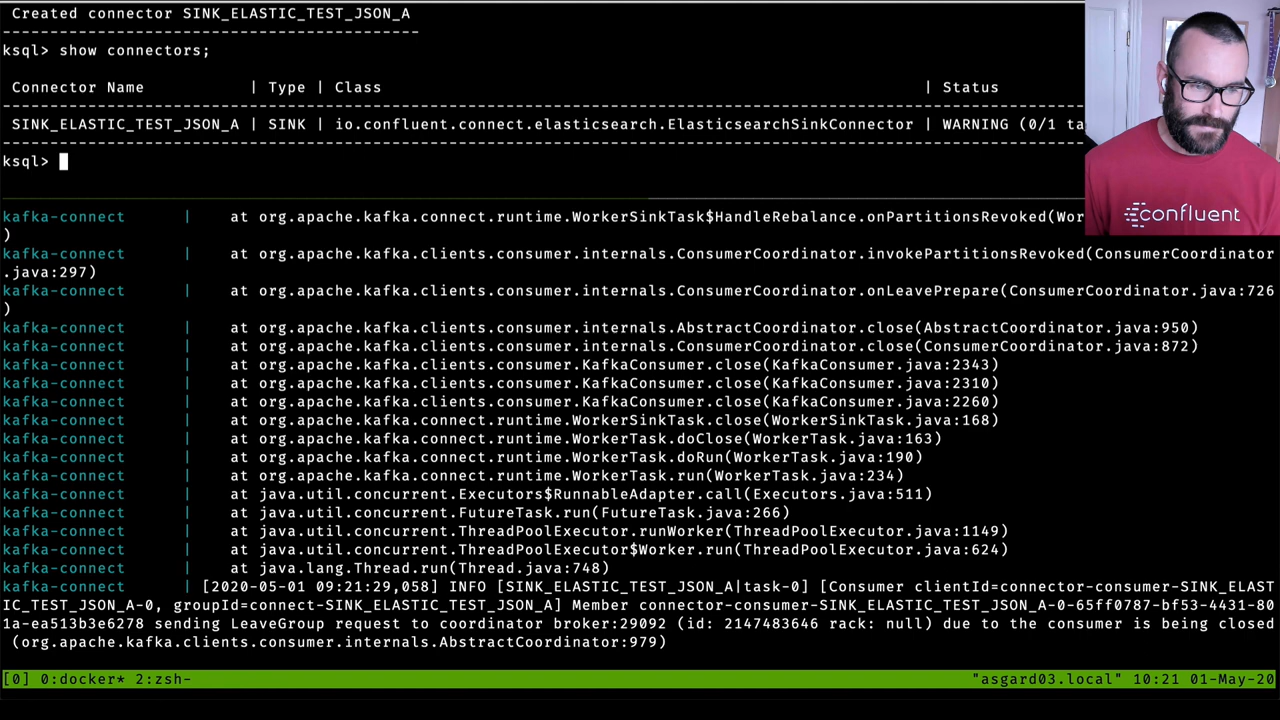 Created connector SINK_ELASTIC_TEST_JSON_A
-------------------------------------------
ksql> show connectors;
Connector Name | Type | Class | Status
SINK_ELASTIC_TEST_JSON_A | SINK | io.confluent.connect.elasticsearch.ElasticsearchSinkConnector | WARNING (0/1 ta
ksql>
confluent
kafka-connect | at org.apache.kafka.connect.runtime.WorkerSinkTask$HandleRebalance.onPartitionsRevoked(Wor
)
kafka-connect | at org.apache.kafka.clients.consumer.internals.ConsumerCoordinator.invokePartitionsRevoked(ConsumerCoordinator
.java:297)
kafka-connect | at org.apache.kafka.clients.consumer.internals.ConsumerCoordinator.onLeavePrepare(ConsumerCoordinator.java:726
)
kafka-connect | at org.apache.kafka.clients.consumer.internals.AbstractCoordinator.close(AbstractCoordinator.java:950)
kafka-connect | at org.apache.kafka.clients.consumer.internals.ConsumerCoordinator.close(ConsumerCoordinator.java:872)
kafka-connect | at org.apache.kafka.clients.consumer.KafkaConsumer.close(KafkaConsumer.java:2343)
kafka-connect | at org.apache.kafka.clients.consumer.KafkaConsumer.close(KafkaConsumer.java:2310)
kafka-connect | at org.apache.kafka.clients.consumer.KafkaConsumer.close(KafkaConsumer.java:2260)
kafka-connect | at org.apache.kafka.connect.runtime.WorkerSinkTask.close(WorkerSinkTask.java:168)
kafka-connect | at org.apache.kafka.connect.runtime.WorkerTask.doClose(WorkerTask.java:163)
kafka-connect | at org.apache.kafka.connect.runtime.WorkerTask.doRun(WorkerTask.java:190)
kafka-connect | at org.apache.kafka.connect.runtime.WorkerTask.run(WorkerTask.java:234)
kafka-connect | at java.util.concurrent.Executors$RunnableAdapter.call(Executors.java:511)
kafka-connect | at java.util.concurrent.FutureTask.run(FutureTask.java:266)
kafka-connect | at java.util.concurrent.ThreadPoolExecutor.runWorker(ThreadPoolExecutor.java:1149)
kafka-connect | at java.util.concurrent.ThreadPoolExecutor$Worker.run(ThreadPoolExecutor.java:624)
kafka-connect | at java.lang.Thread.run(Thread.java:748)
kafka-connect | [2020-05-01 09:21:29,058] INFO [SINK_ELASTIC_TEST_JSON_A|task-0] [Consumer clientId=connector-consumer-SINK_ELAST
IC_TEST_JSON_A-0, groupId=connect-SINK_ELASTIC_TEST_JSON_A] Member connector-consumer-SINK_ELASTIC_TEST_JSON_A-0-65ff0787-bf53-4431-80
1a-ea513b3e6278 sending LeaveGroup request to coordinator broker:29092 (id: 2147483646 rack: null) due to the consumer is being closed
(org.apache.kafka.clients.consumer.internals.AbstractCoordinator:979)
[0] 0:docker* 2:zsh- "asgard03.local" 10:21 01-May-20